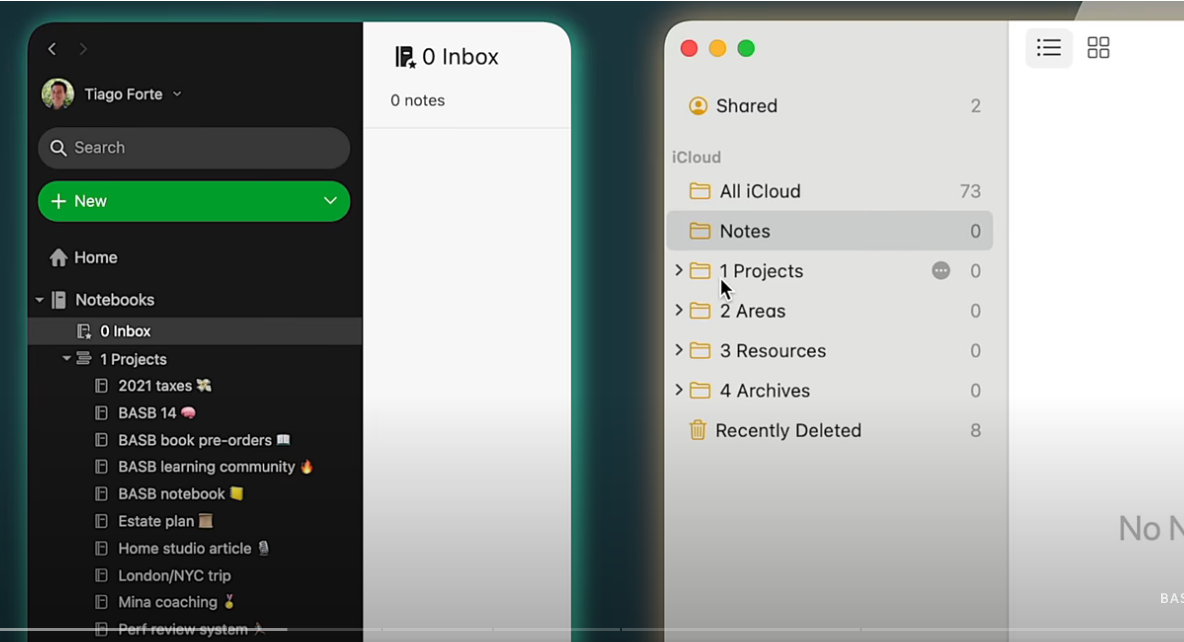 Tiago Forte
Search
New
Home
Notebooks
0 Inbox
1 Projects
2021 taxes 💸
BASB 14 🧠
BASB book pre-orders 📖
BASB learning community 🔥
BASB notebook 📒
Estate plan 📜
Home studio article 🎙️
London/NYC trip
Mina coaching 🏅
Perf review system
0 Inbox
0 notes
Shared 2
iCloud
All iCloud 73
Notes 0
1 Projects 0
2 Areas 0
3 Resources 0
4 Archives 0
Recently Deleted 8
No N
BAS